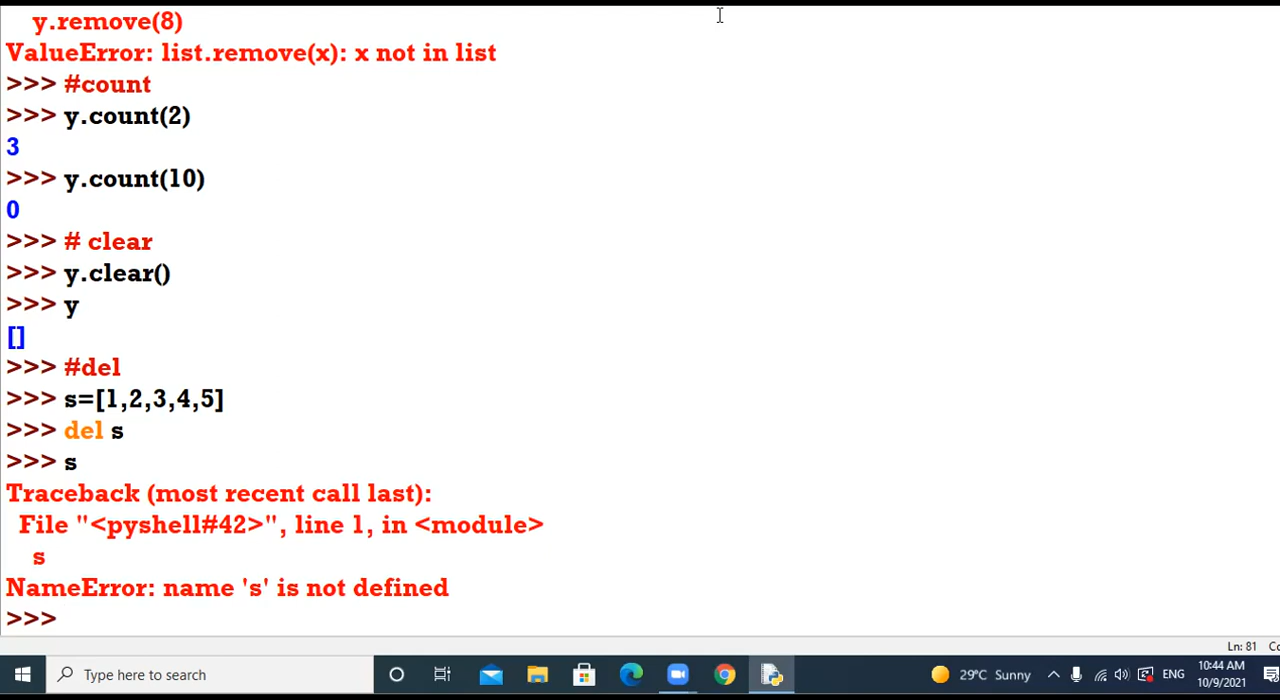 y.remove(8)
ValueError: list.remove(x): x not in list
>>> #count
>>> y.count(2)
3
>>> y.count(10)
0
>>> # clear
>>> y.clear()
>>> y
[]
>>> #del
>>> s=[1,2,3,4,5]
>>> del s
>>> s
Traceback (most recent call last):
File "<pyshell#42>", line 1, in <module>
s
NameError: name 's' is not defined
>>>
Ln: 81 Co
Type here to search
29°C Sunny
ENG
10:44 AM
10/9/2021